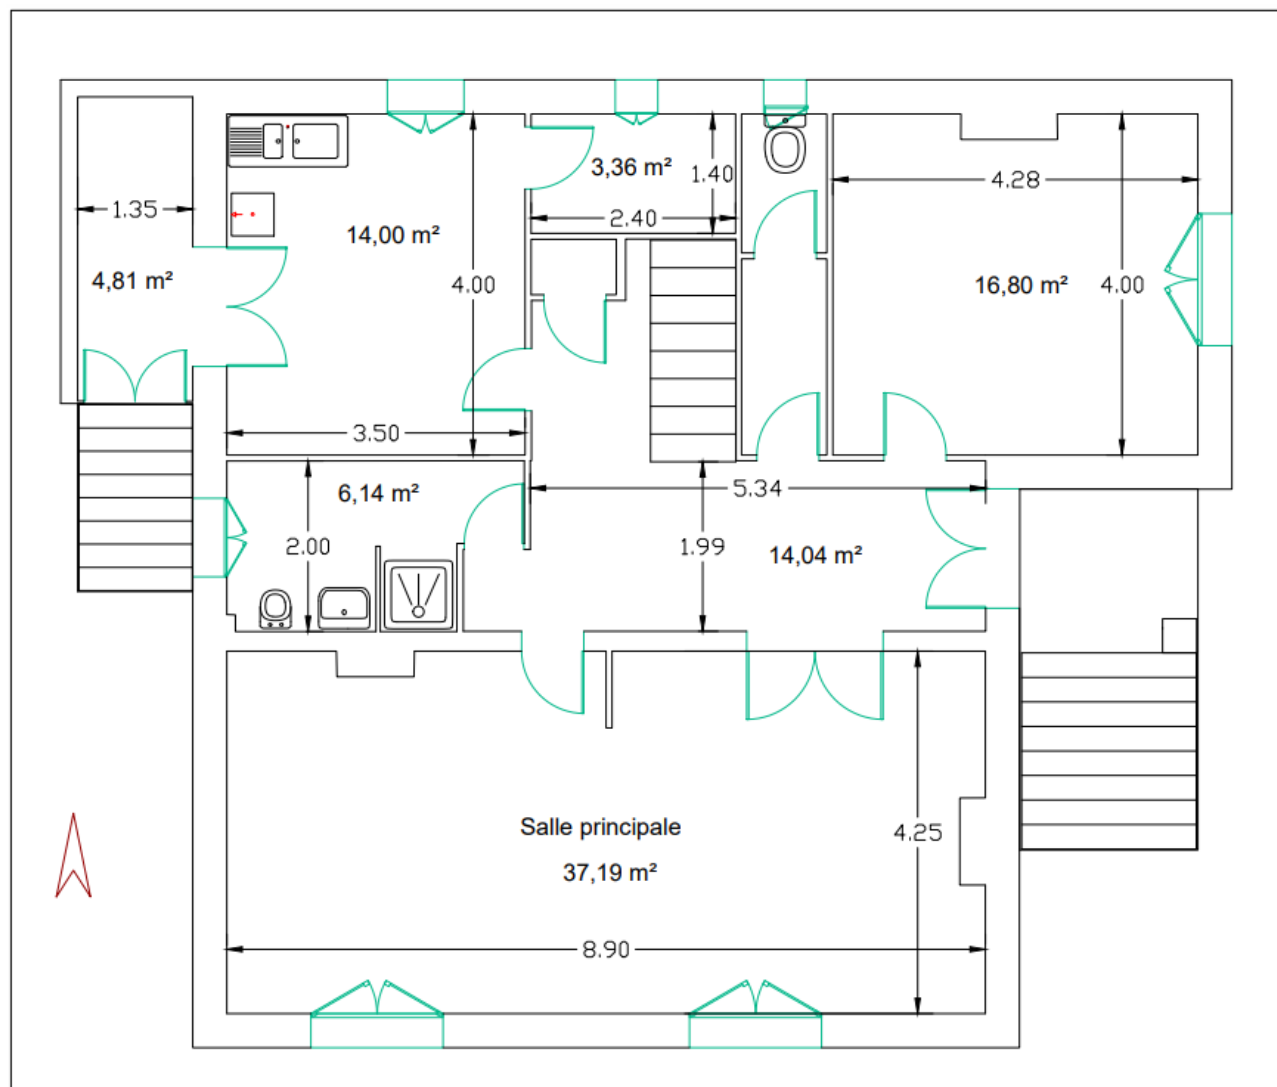 3,36 m²
1.40
4.28
1.35
2.40
14,00 m²
4,81 m²
4.00
16,80 m²
4.00
3.50
6,14 m²
5.34
2.00
1.99
14,04 m²
Salle principale
4.25
37,19 m²
8.90